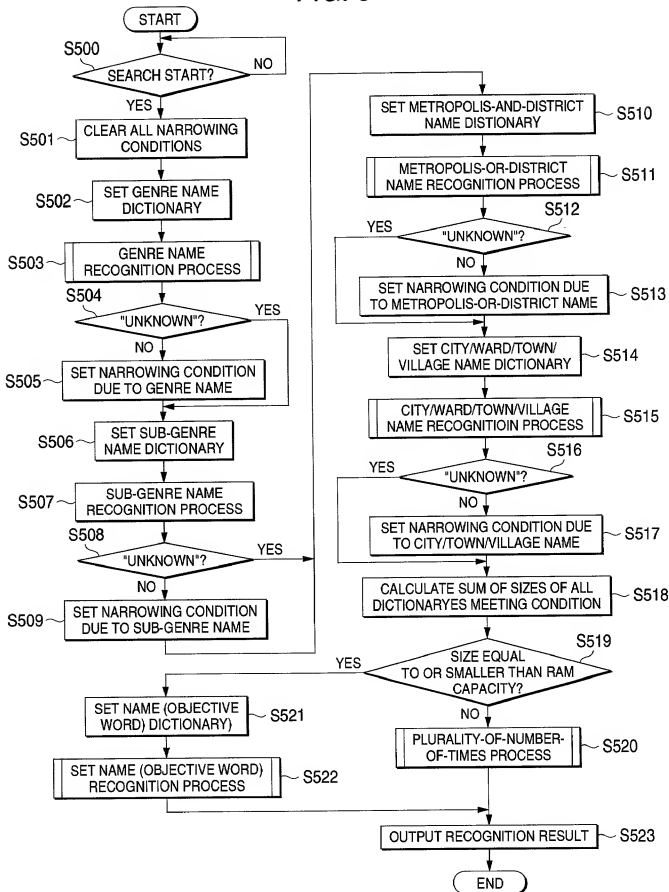 START
S500
SEARCH START?
NO
YES
S501
CLEAR ALL NARROWING
CONDITIONS
S502
SET GENRE NAME
DICTIONARY
S503
GENRE NAME
RECOGNITION PROCESS
S504
"UNKNOWN"?
YES
NO
S505
SET NARROWING CONDITION
DUE TO GENRE NAME
S506
SET SUB-GENRE
NAME DICTIONARY
S507
SUB-GENRE NAME
RECOGNITION PROCESS
S508
"UNKNOWN"?
YES
NO
S509
SET NARROWING CONDITION
DUE TO SUB-GENRE NAME
SET METROPOLIS-AND-DISTRICT
NAME DISTIONARY
S510
METROPOLIS-OR-DISTRICT
NAME RECOGNITION PROCESS
S511
S512
YES
"UNKNOWN"?
NO
SET NARROWING CONDITION DUE
TO METROPOLIS-OR-DISTRICT NAME
S513
SET CITY/WARD/TOWN/
VILLAGE NAME DICTIONARY
S514
CITY/WARD/TOWN/VILLAGE
NAME RECOGNITIOIN PROCESS
S515
S516
YES
"UNKNOWN"?
NO
SET NARROWING CONDITION DUE
TO CITY/TOWN/VILLAGE NAME
S517
CALCULATE SUM OF SIZES OF ALL
DICTIONARYES MEETING CONDITION
S518
S519
YES
SIZE EQUAL
TO OR SMALLER THAN RAM
CAPACITY?
NO
SET NAME (OBJECTIVE
WORD) DICTIONARY)
S521
PLURALITY-OF-NUMBER-
OF-TIMES PROCESS
S520
SET NAME (OBJECTIVE WORD)
RECOGNITION PROCESS
S522
OUTPUT RECOGNITION RESULT
S523
END